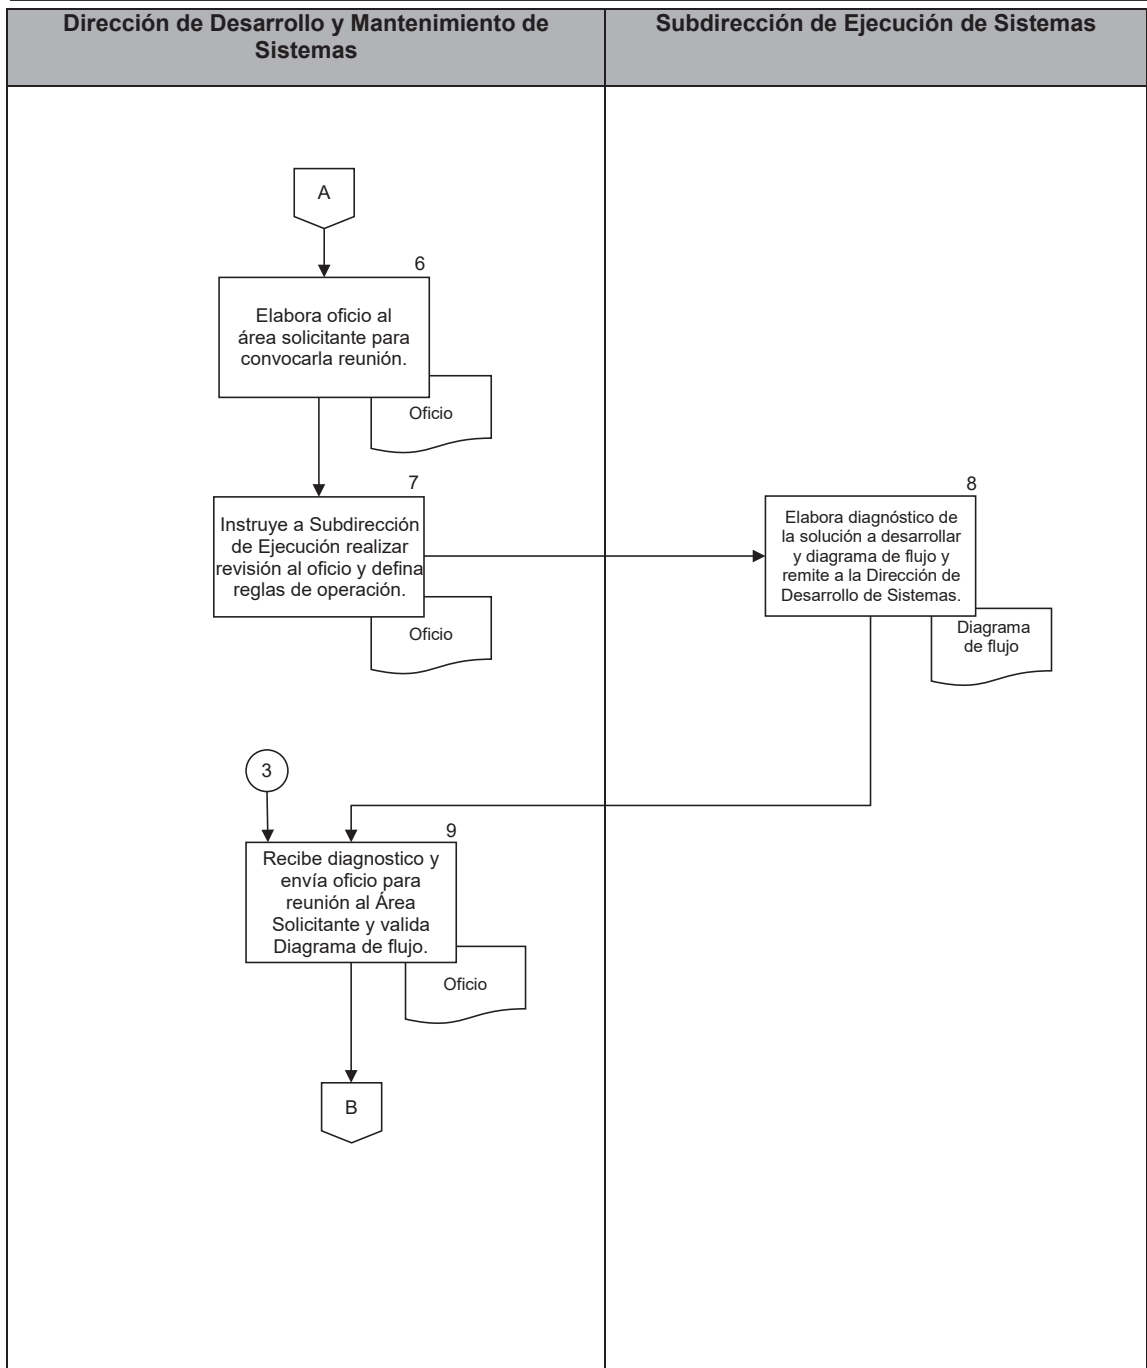 Dirección de Desarrollo y Mantenimiento de
Sistemas
Subdirección de Ejecución de Sistemas
A
6
Elabora oficio al
área solicitante para
convocarla reunión.
Oficio
7
Instruye a Subdirección
de Ejecución realizar
revisión al oficio y defina
reglas de operación.
Oficio
8
Elabora diagnóstico de
la solución a desarrollar
y diagrama de flujo y
remite a la Dirección de
Desarrollo de Sistemas.
Diagrama
de flujo
3
9
Recibe diagnostico y
envía oficio para
reunión al Área
Solicitante y valida
Diagrama de flujo.
Oficio
B